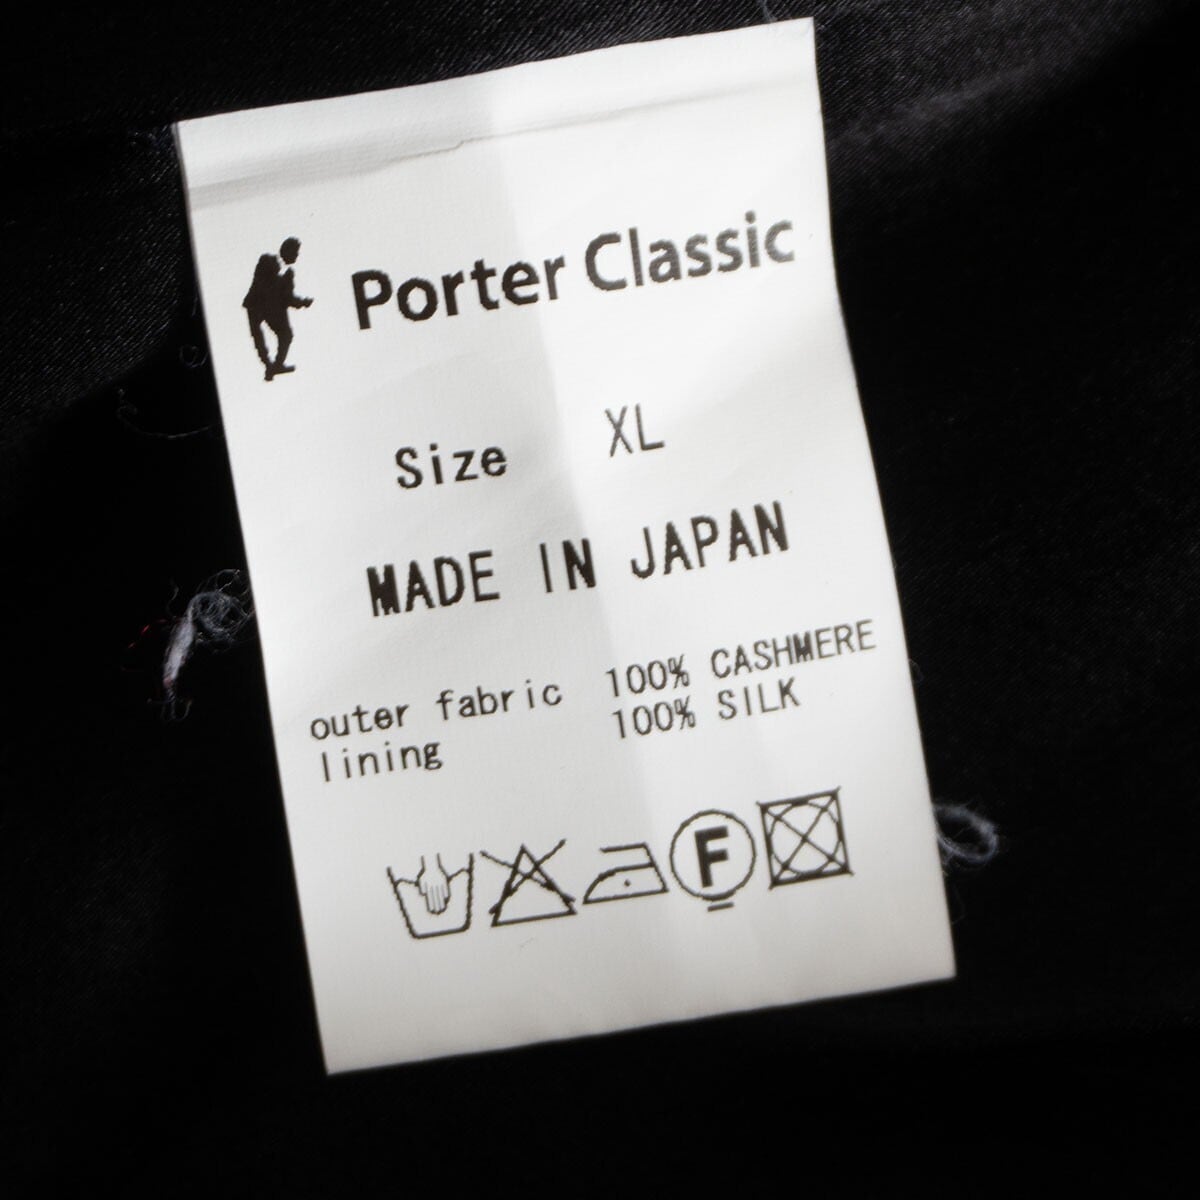 Porter Classic
Size XL
MADE IN JAPAN
outer fabric 100% CASHMERE
lining 100% SILK
F